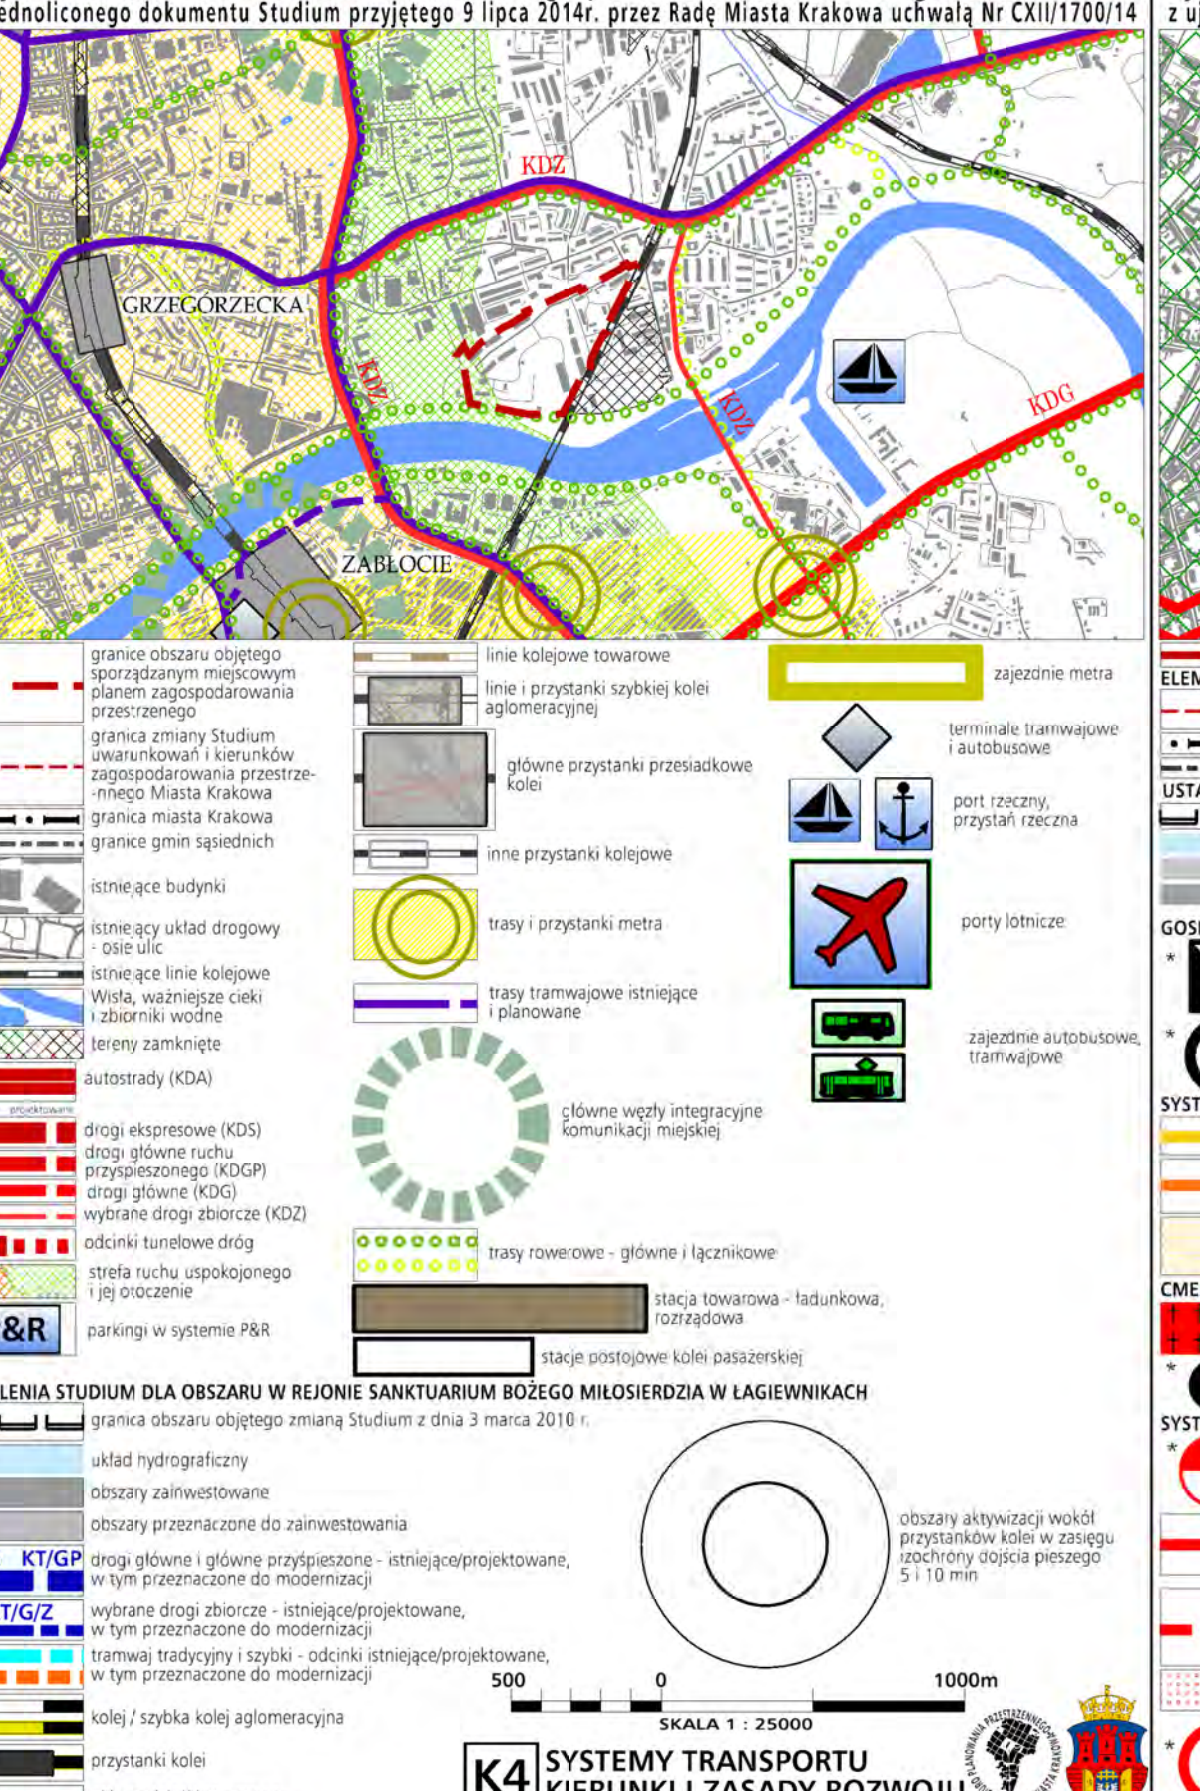 ednoliconego dokumentu Studium przyjętego 9 lipca 2014r. przez Radę Miasta Krakowa uchwałą Nr CXII/1700/14
KDZ
GRZEGÓRZECKA
KDZ
KDZ
KDG
ZABŁOCIE
granice obszaru objętego
sporządzanym miejscowym
planem zagospodarowania
przestrzenego
granica zmiany Studium
uwarunkowań i kierunków
zagospodarowania przestrze-
-nnego Miasta Krakowa
granica miasta Krakowa
granice gmin sąsiednich
istniejące budynki
istniejący układ drogowy
- osie ulic
istniejące linie kolejowe
Wisła, ważniejsze cieki
i zbiorniki wodne
tereny zamknięte
autostrady (KDA)
projektowane
drogi ekspresowe (KDS)
drogi główne ruchu
przyspieszonego (KDGP)
drogi główne (KDG)
wybrane drogi zbiorcze (KDZ)
odcinki tunelowe dróg
strefa ruchu uspokojonego
i jej otoczenie
&R
parkingi w systemie P&R
linie kolejowe towarowe
linie i przystanki szybkiej kolei
aglomeracyjnej
główne przystanki przesiadkowe
kolei
inne przystanki kolejowe
trasy i przystanki metra
trasy tramwajowe istniejące
i planowane
główne węzły integracyjne
komunikacji miejskiej
trasy rowerowe - główne i łącznikowe
stacja towarowa - ładunkowa,
rozrządowa
stacje postojowe kolei pasażerskiej
zajezdnie metra
terminale tramwajowe
i autobusowe
port rzeczny,
przystań rzeczna
porty lotnicze
zajezdnie autobusowe,
tramwajowe
LENIA STUDIUM DLA OBSZARU W REJONIE SANKTUARIUM BOŻEGO MIŁOSIERDZIA W ŁAGIEWNIKACH
granica obszaru objętego zmianą Studium z dnia 3 marca 2010 r.
układ hydrograficzny
obszary zainwestowane
obszary przeznaczone do zainwestowania
KT/GP
drogi główne i główne przyśpieszone - istniejące/projektowane,
w tym przeznaczone do modernizacji
T/G/Z
wybrane drogi zbiorcze - istniejące/projektowane,
w tym przeznaczone do modernizacji
tramwaj tradycyjny i szybki - odcinki istniejące/projektowane,
w tym przeznaczone do modernizacji
kolej / szybka kolej aglomeracyjna
przystanki kolei
obszary aktywizacji wokół
przystanków kolei w zasięgu
izochrony dojścia pieszego
5 i 10 min
500 0 1000m
SKALA 1 : 25000
K4
SYSTEMY TRANSPORTU
KIERUNKI I ZASADY ROZWOJU
z u
ELEM
USTA
GOSI
*
*
SYST
CME
*
SYST
*
*